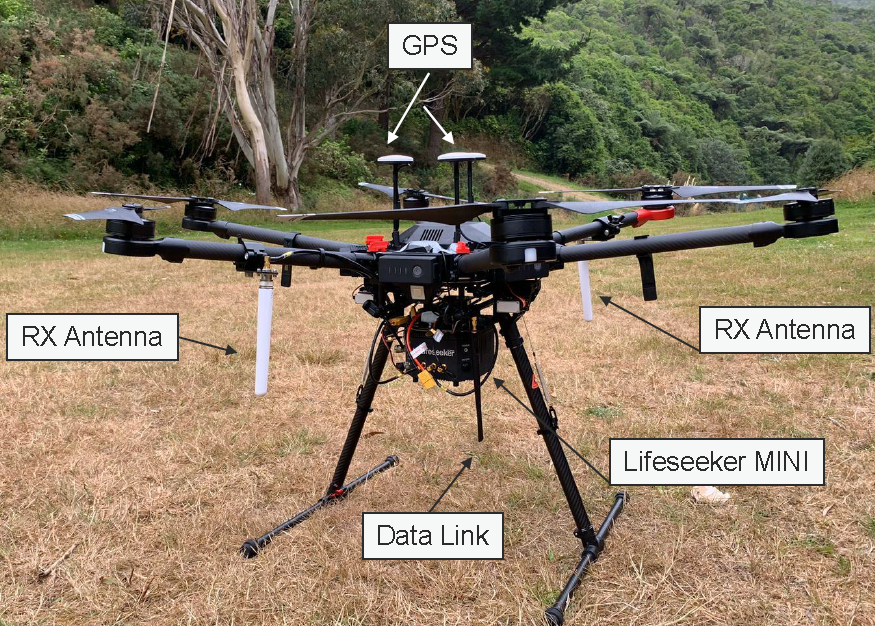 GPS
RX Antenna
RX Antenna
Lifeseeker
Lifeseeker MINI
Data Link